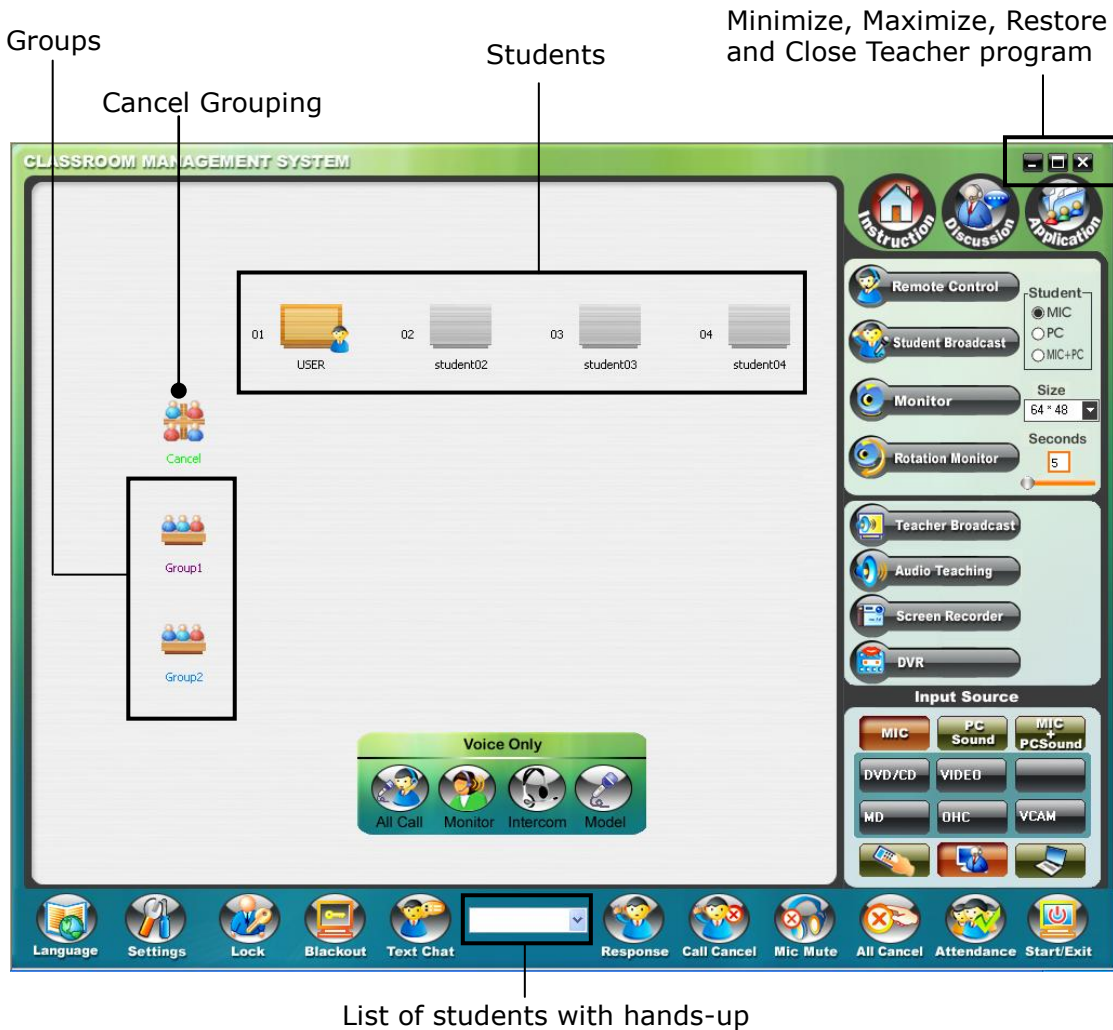 Groups
Students
Minimize, Maximize, Restore
and Close Teacher program
Cancel Grouping
CLASSROOM MANAGEMENT SYSTEM
Instruction
Discussion
Application
01
USER
02
student02
03
student03
04
student04
Cancel
Group1
Group2
Remote Control
Student Broadcast
Monitor
Rotation Monitor
Student
MIC
PC
MIC+PC
Size
64 * 48
Seconds
5
Teacher Broadcast
Audio Teaching
Screen Recorder
DVR
Input Source
MIC
PC
Sound
MIC
+
PCSound
DVD/CD
VIDEO
MD
OHC
VCAM
Voice Only
All Call
Monitor
Intercom
Model
Language
Settings
Lock
Blackout
Text Chat
Response
Call Cancel
Mic Mute
All Cancel
Attendance
Start/Exit
List of students with hands-up